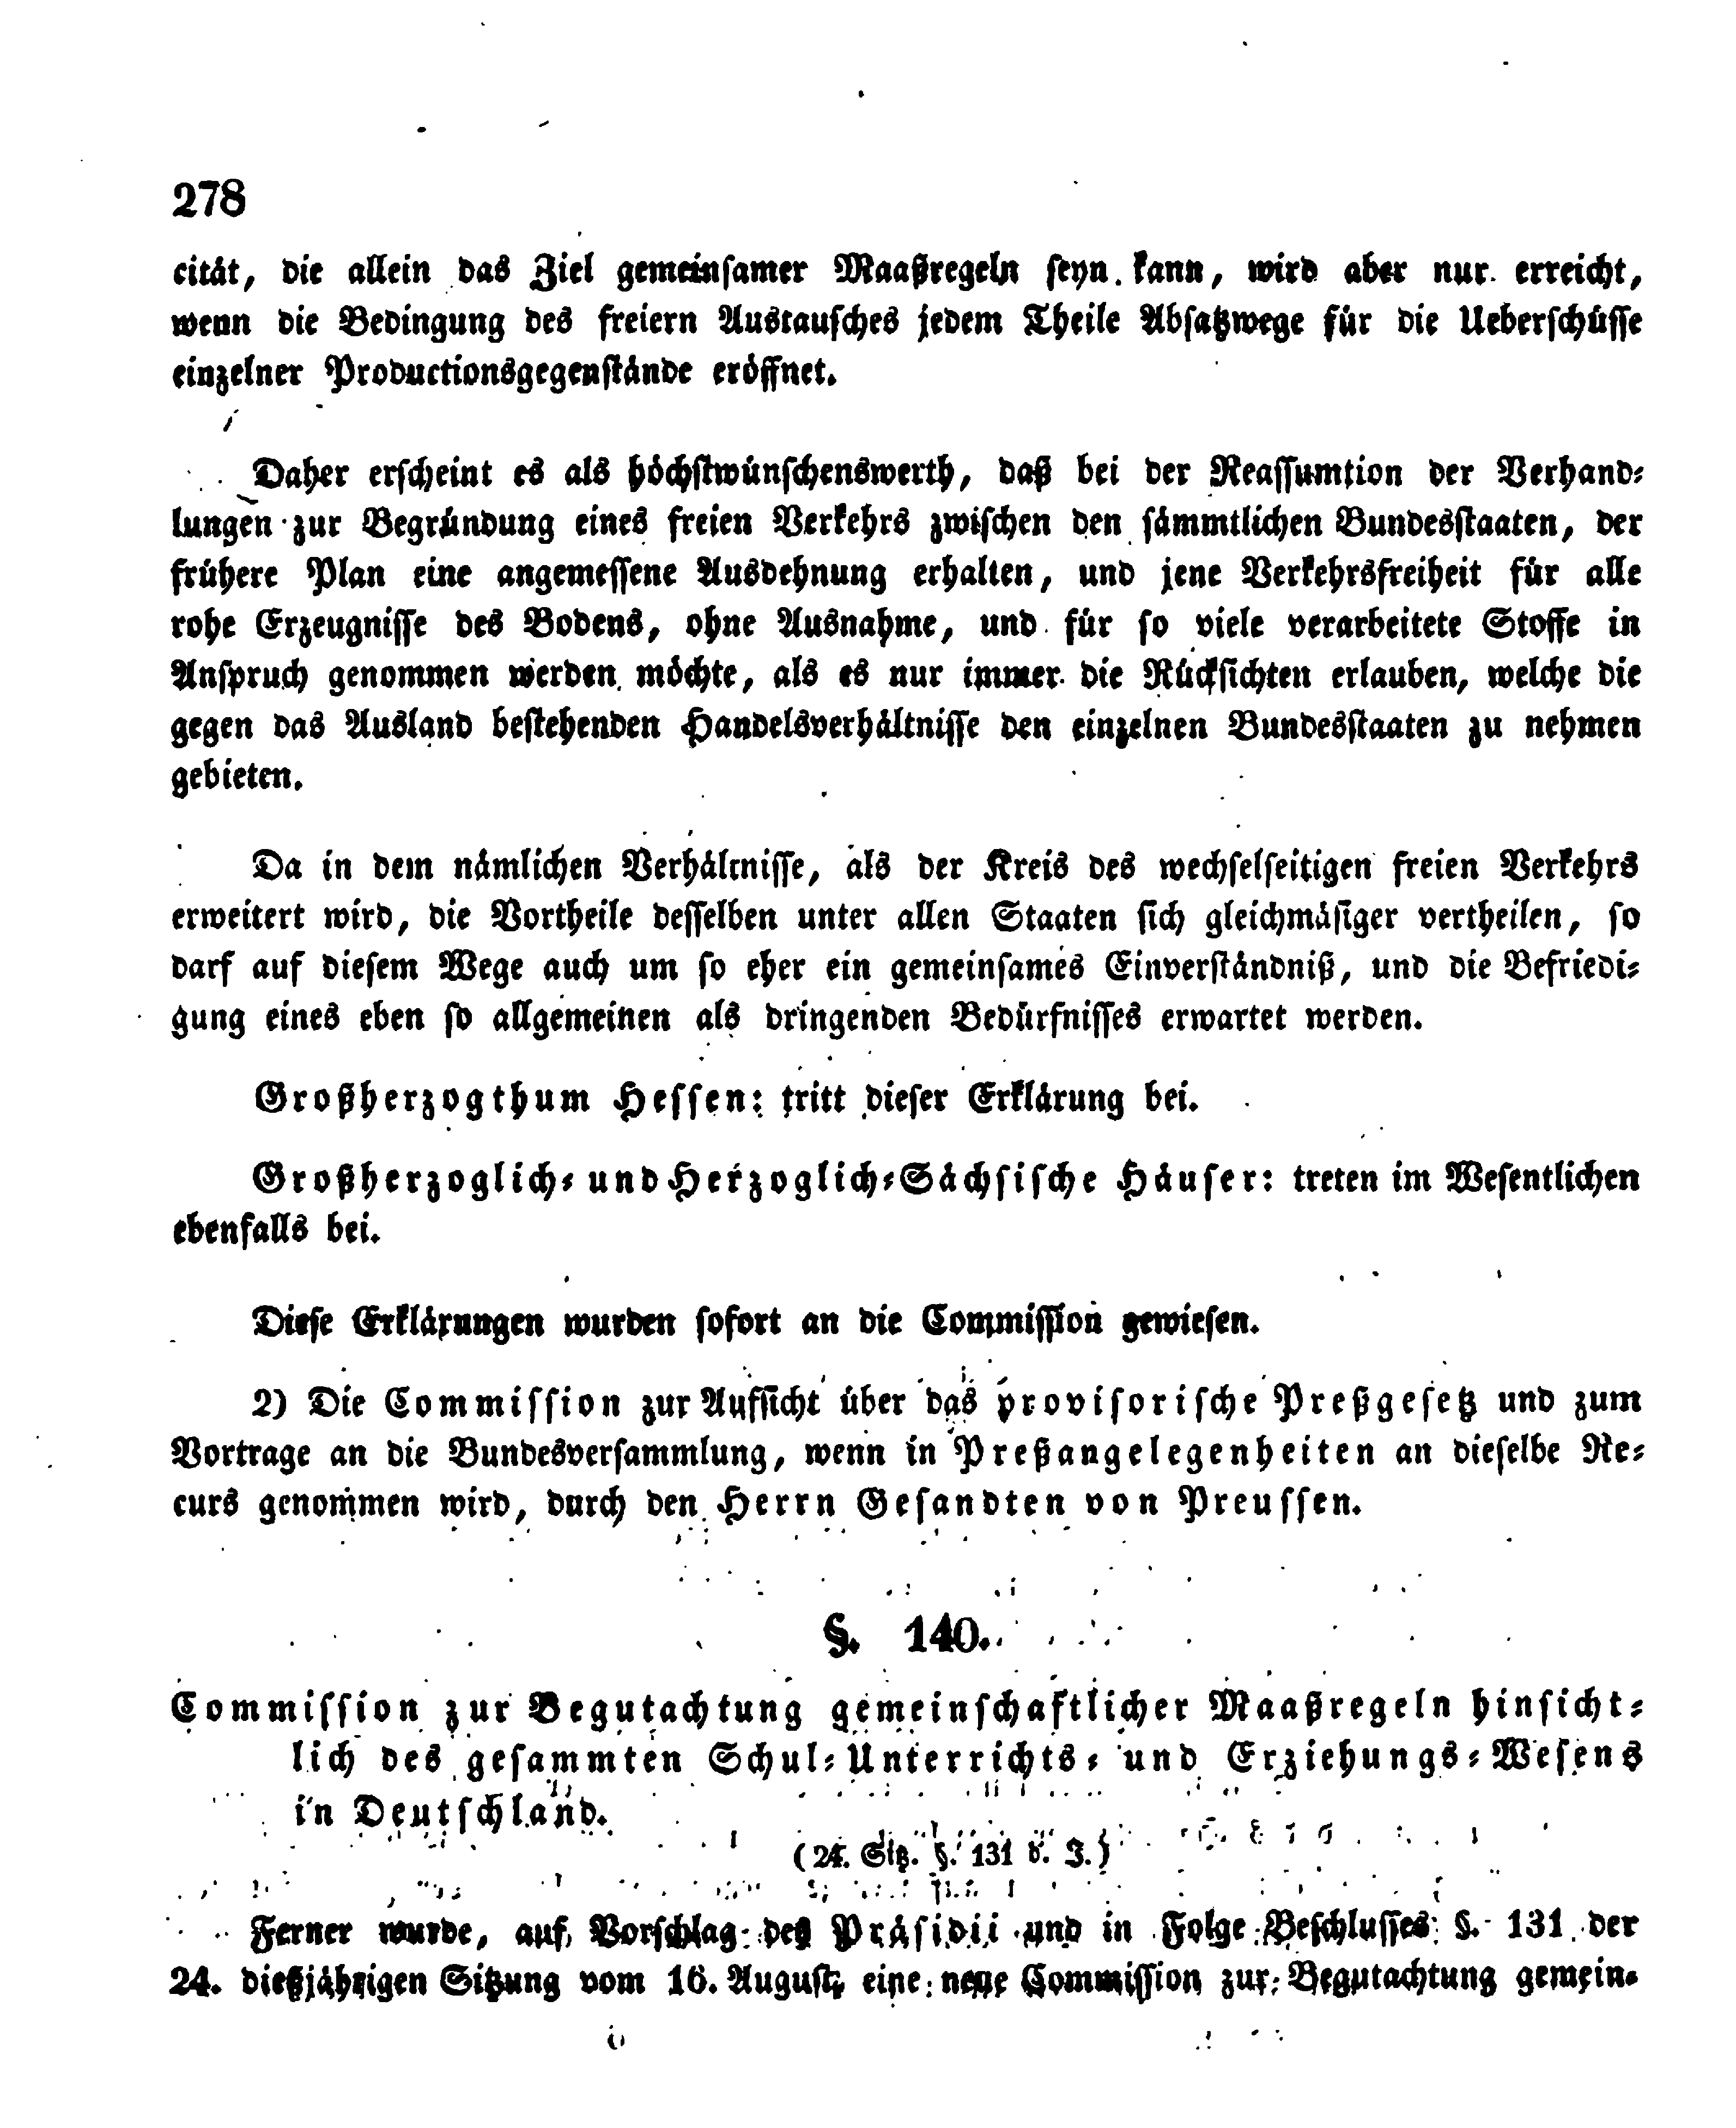 278
cität, die allein das Ziel gemeinsamer Maaßregeln seyn kann, wird aber nur erreicht,
wenn die Bedingung des freiern Austausches jedem Theile Absatzwege für die Ueberschüsse
einzelner Productionsgegenstände eröffnet.
Daher erscheint es als höchstwünschenswerth, daß bei der Reassumtion der Verhand-
lungen zur Begründung eines freien Verkehrs zwischen den sämmtlichen Bundesstaaten, der
frühere Plan eine angemessene Ausdehnung erhalten, und jene Verkehrsfreiheit für alle
rohe Erzeugnisse des Bodens, ohne Ausnahme, und für so viele verarbeitete Stoffe in
Anspruch genommen werden möchte, als es nur immer die Rücksichten erlauben, welche die
gegen das Ausland bestehenden Handelsverhältnisse den einzelnen Bundesstaaten zu nehmen
gebieten.
Da in dem nämlichen Verhältnisse, als der Kreis des wechselseitigen freien Verkehrs
erweitert wird, die Vortheile desselben unter allen Staaten sich gleichmäsiger vertheilen, so
darf auf diesem Wege auch um so eher ein gemeinsames Einverständniß, und die Befriedi-
gung eines eben so allgemeinen als dringenden Bedürfnisses erwartet werden.
Großherzogthum Hessen: tritt dieser Erklärung bei.
Großherzoglich- und Herzoglich-Sächsische Häuser: treten im Wesentlichen
ebenfalls bei.
Diese Erklärungen wurden sofort an die Commission gewiesen.
2) Die Commission zur Aufsicht über das provisorische Preßgesetz und zum
Vortrage an die Bundesversammlung, wenn in Preßangelegenheiten an dieselbe Re-
curs genommen wird, durch den Herrn Gesandten von Preussen.
§. 140.
Commission zur Begutachtung gemeinschaftlicher Maaßregeln hinsicht-
lich des gesammten Schul-Unterrichts- und Erziehungs-Wesens
in Deutschland.
(24. Sitz. §. 131 d. J.)
Ferner wurde, auf Vorschlag des Präsidii und in Folge Beschlusses §. 131 der
24. dießjährigen Sitzung vom 16. August, eine neue Commission zur Begutachtung gemein-